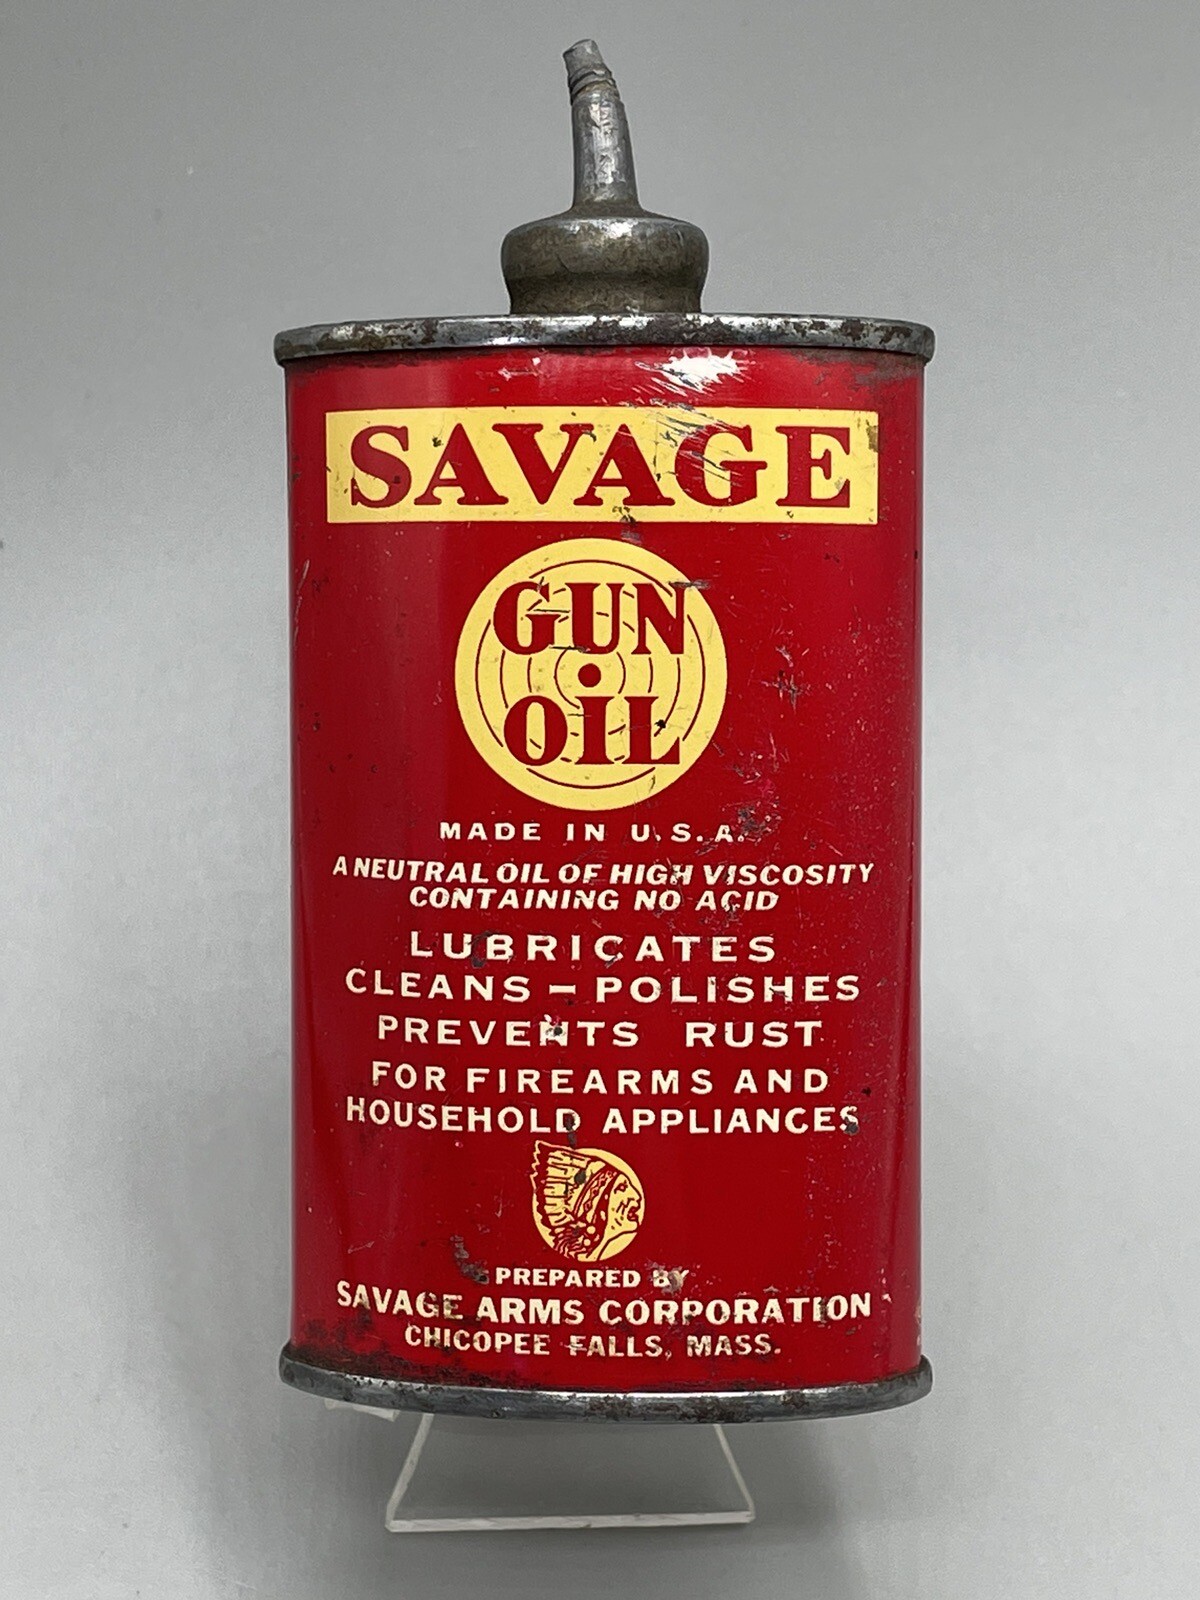 SAVAGE
GUN
OIL
MADE IN U.S.A.
A NEUTRAL OIL OF HIGH VISCOSITY
CONTAINING NO ACID
LUBRICATES
CLEANS – POLISHES
PREVENTS RUST
FOR FIREARMS AND
HOUSEHOLD APPLIANCES
PREPARED BY
SAVAGE ARMS CORPORATION
CHICOPEE FALLS, MASS.